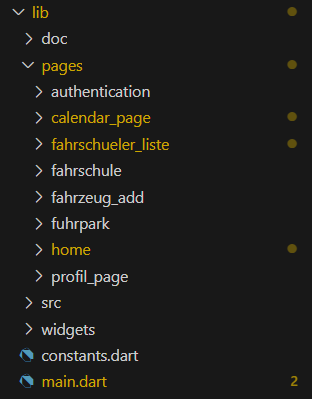 lib
doc
pages
authentication
calendar_page
fahrschueler_liste
fahrschule
fahrzeug_add
fuhrpark
home
profil_page
src
widgets
constants.dart
main.dart 2